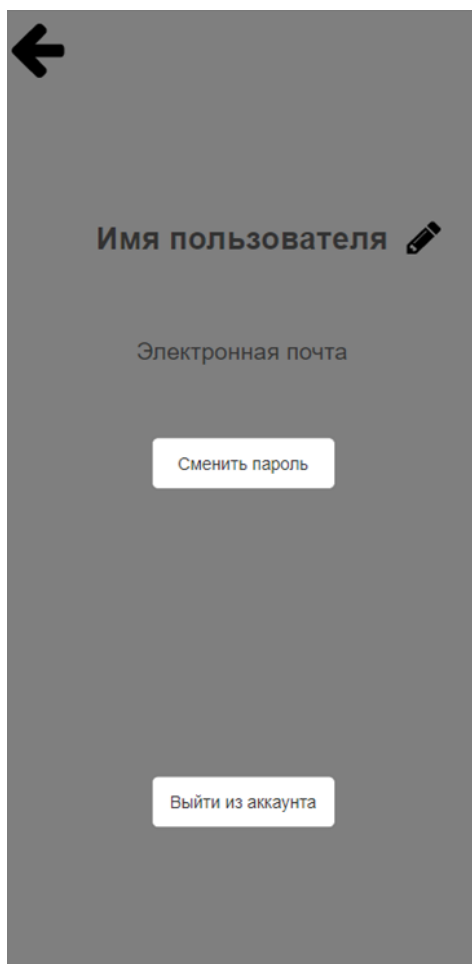 Имя пользователя
Электронная почта
Сменить пароль
Выйти из аккаунта